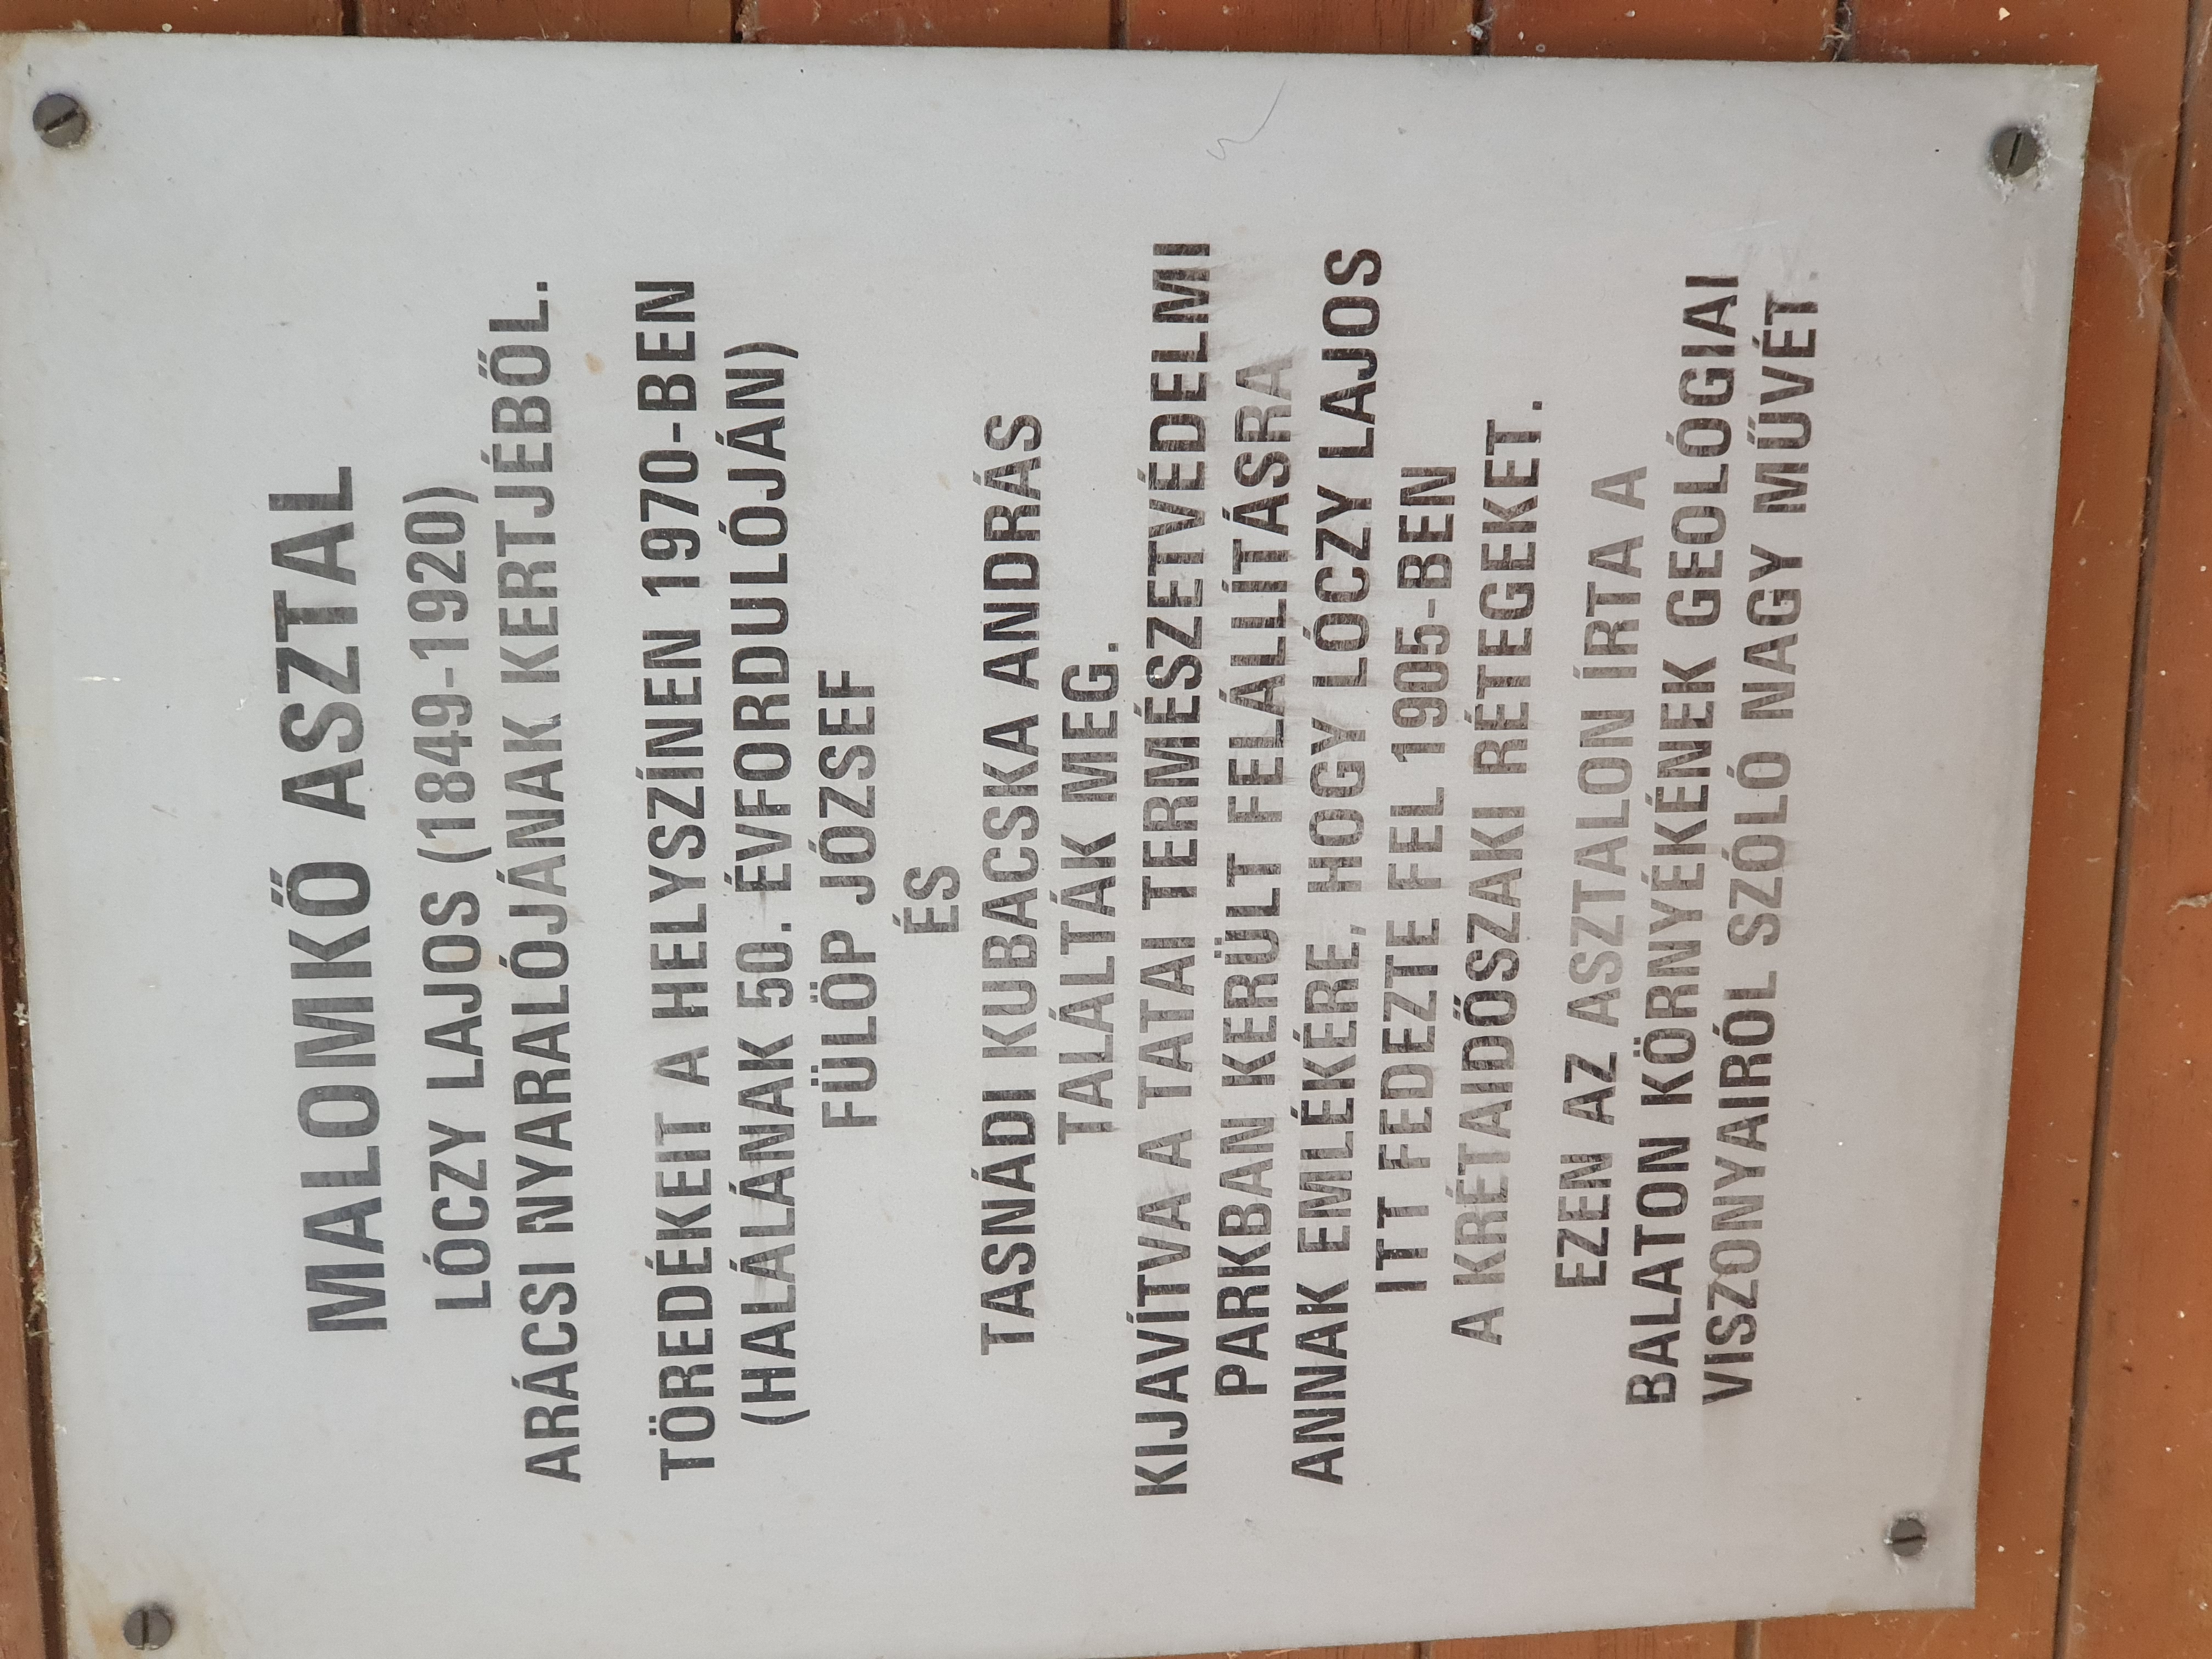 MALOMKŐ ASZTAL
LÓCZY LAJOS (1849-1920)
ARÁCSI NYARALÓJÁNAK KERTJÉBŐL.
TÖREDÉKEIT A HELYSZÍNEN 1970-BEN
(HALÁLÁNAK 50. ÉVFORDULÓJÁN)
FÜLÖP JÓZSEF
ÉS
TASNÁDI KUBACSKA ANDRÁS
TALÁLTÁK MEG.
KIJAVÍTVA A TATAI TERMÉSZETVÉDELMI
PARKBAN KERÜLT FELÁLLÍTÁSRA
ANNAK EMLÉKÉRE, HOGY LÓCZY LAJOS
ITT FEDEZTE FEL 1905-BEN
A KRÉTAIDŐSZAKI RÉTEGEKET.
EZEN AZ ASZTALON ÍRTA A
BALATON KÖRNYÉKÉNEK GEOLÓGIAI
VISZONYAIRÓL SZÓLÓ NAGY MŰVÉT.